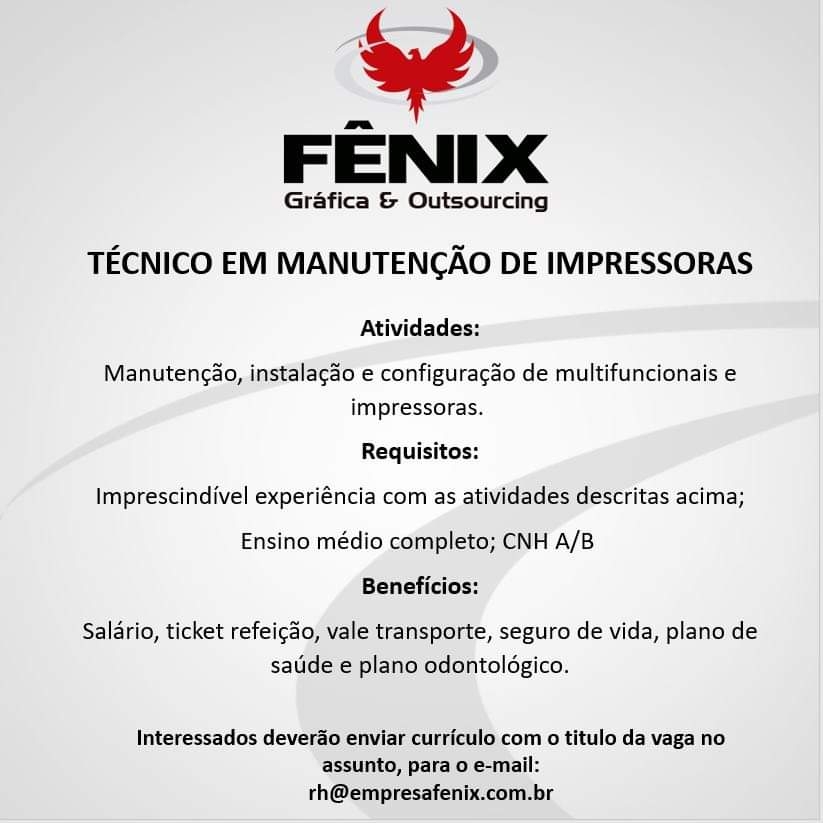 FÊNIX
Gráfica & Outsourcing
TÉCNICO EM MANUTENÇÃO DE IMPRESSORAS
Atividades:
Manutenção, instalação e configuração de multifuncionais e
impressoras.
Requisitos:
Imprescindível experiência com as atividades descritas acima;
Ensino médio completo; CNH A/B
Benefícios:
Salário, ticket refeição, vale transporte, seguro de vida, plano de
saúde e plano odontológico.
Interessados deverão enviar currículo com o titulo da vaga no
assunto, para o e-mail:
rh@empresafenix.com.br